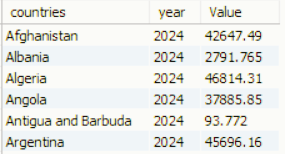 countries year Value
Afghanistan 2024 42647.49
Albania 2024 2791.765
Algeria 2024 46814.31
Angola 2024 37885.85
Antigua and Barbuda 2024 93.772
Argentina 2024 45696.16